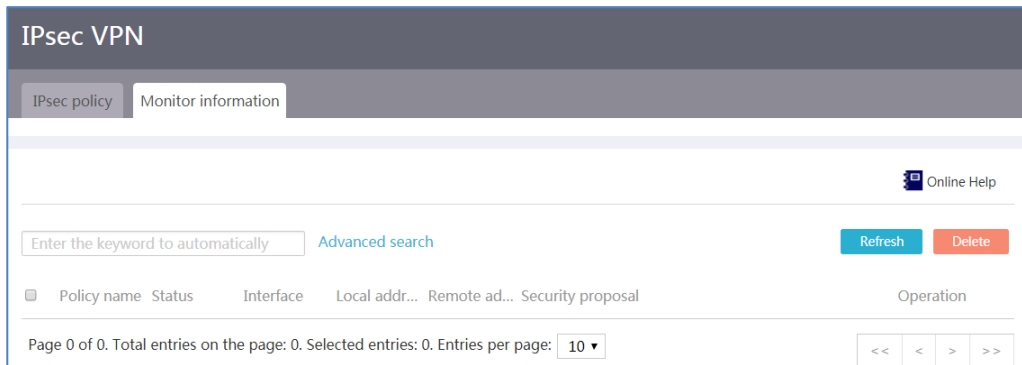 IPsec VPN
IPsec policy Monitor information
Online Help
Enter the keyword to automatically Advanced search Refresh Delete
Policy name Status Interface Local addr... Remote ad... Security proposal Operation
Page 0 of 0. Total entries on the page: 0. Selected entries: 0. Entries per page: 10 << < > >>